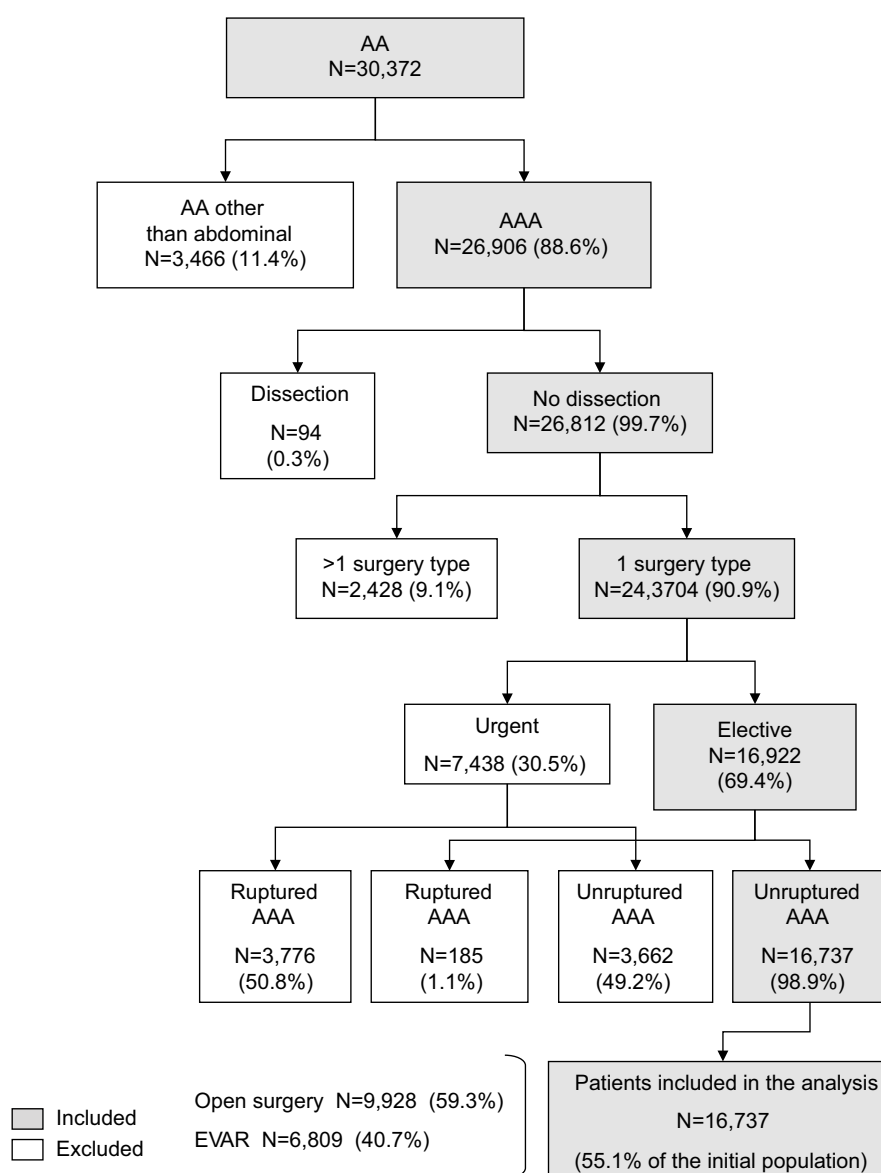 AA
N=30,372
AA other
than abdominal
N=3,466 (11.4%)
AAA
N=26,906 (88.6%)
Dissection
N=94
(0.3%)
No dissection
N=26,812 (99.7%)
>1 surgery type
N=2,428 (9.1%)
1 surgery type
N=24,3704 (90.9%)
Urgent
N=7,438 (30.5%)
Elective
N=16,922
(69.4%)
Ruptured
AAA
N=3,776
(50.8%)
Ruptured
AAA
N=185
(1.1%)
Unruptured
AAA
N=3,662
(49.2%)
Unruptured
AAA
N=16,737
(98.9%)
Included
Excluded
Open surgery N=9,928 (59.3%)
EVAR N=6,809 (40.7%)
Patients included in the analysis
N=16,737
(55.1% of the initial population)